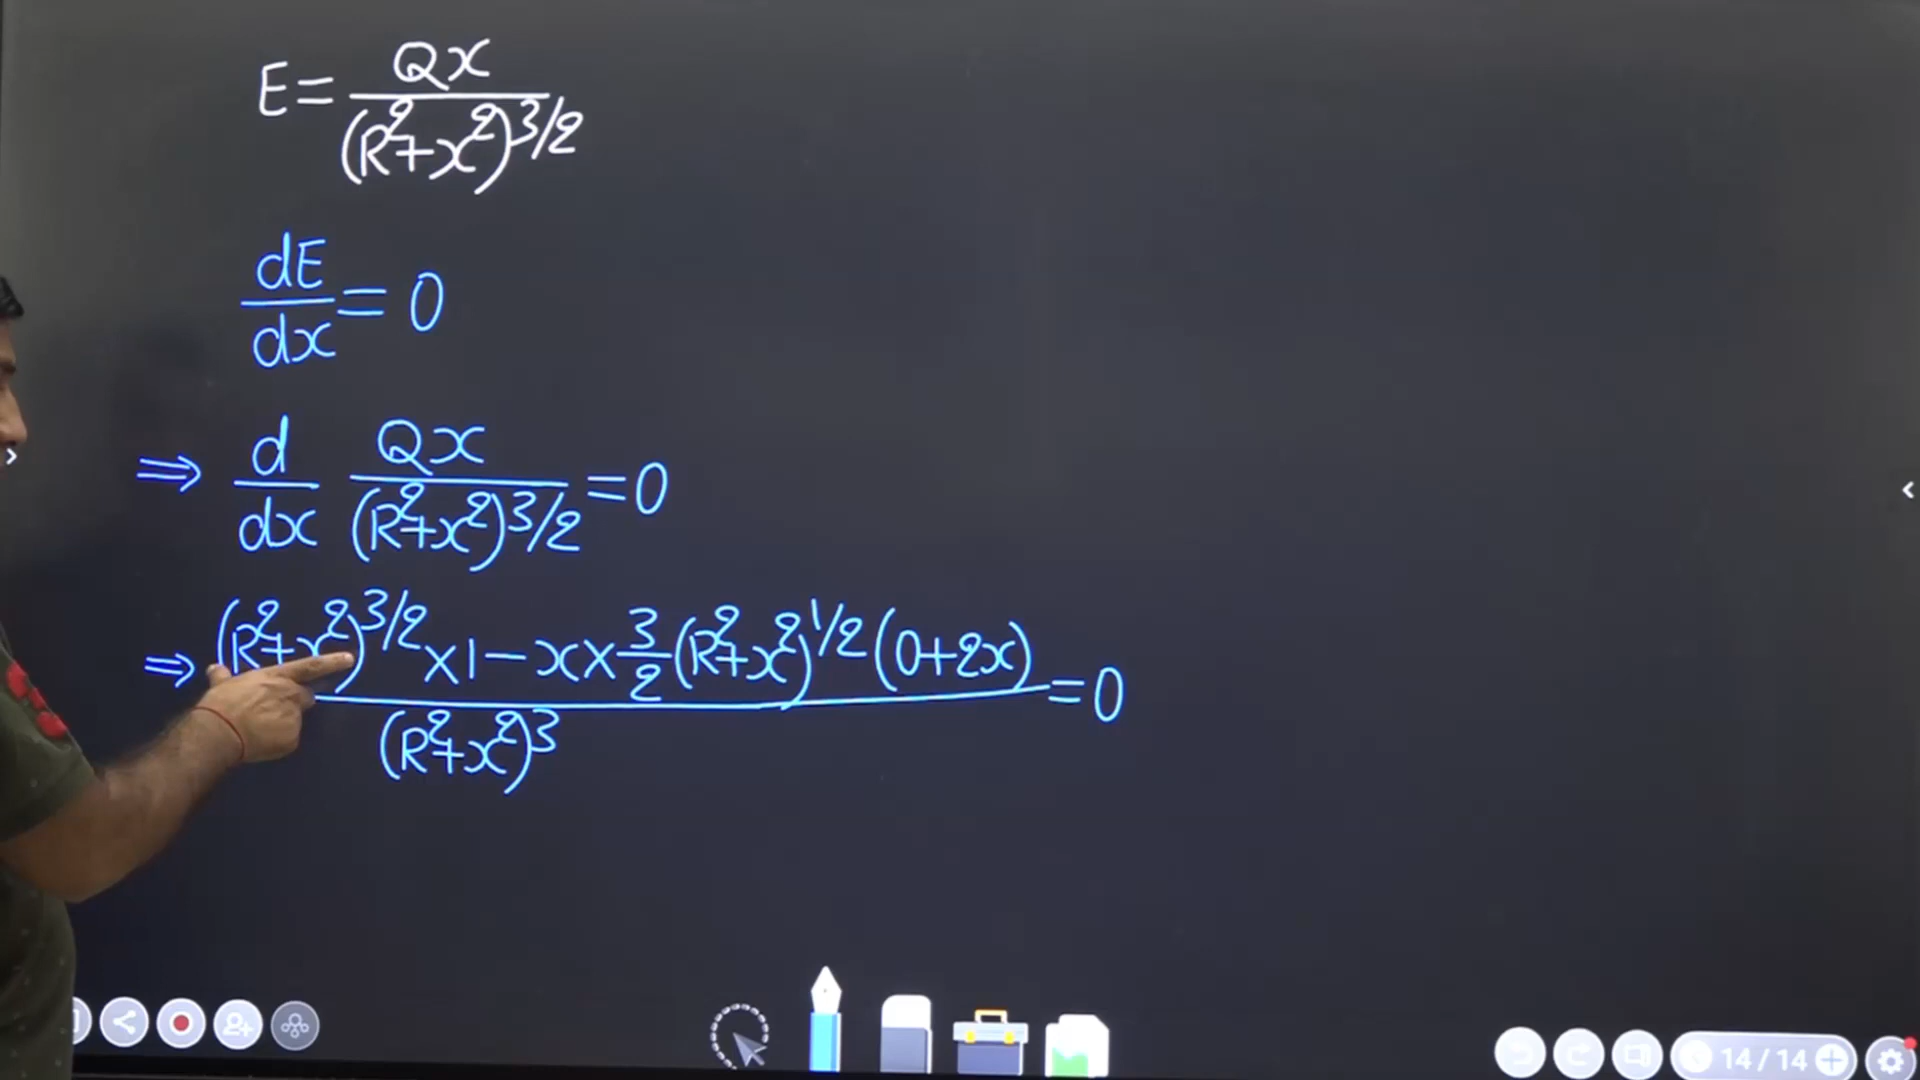 E = Qx / (R²+x²)^3/2
dE/dx = 0
⇒ d/dx Qx / (R²+x²)^3/2 = 0
⇒ (R²+x²)^3/2 ×1 − x × 3/2 (R²+x²)^1/2 (0+2x) / (R²+x²)^3 = 0
14 / 14